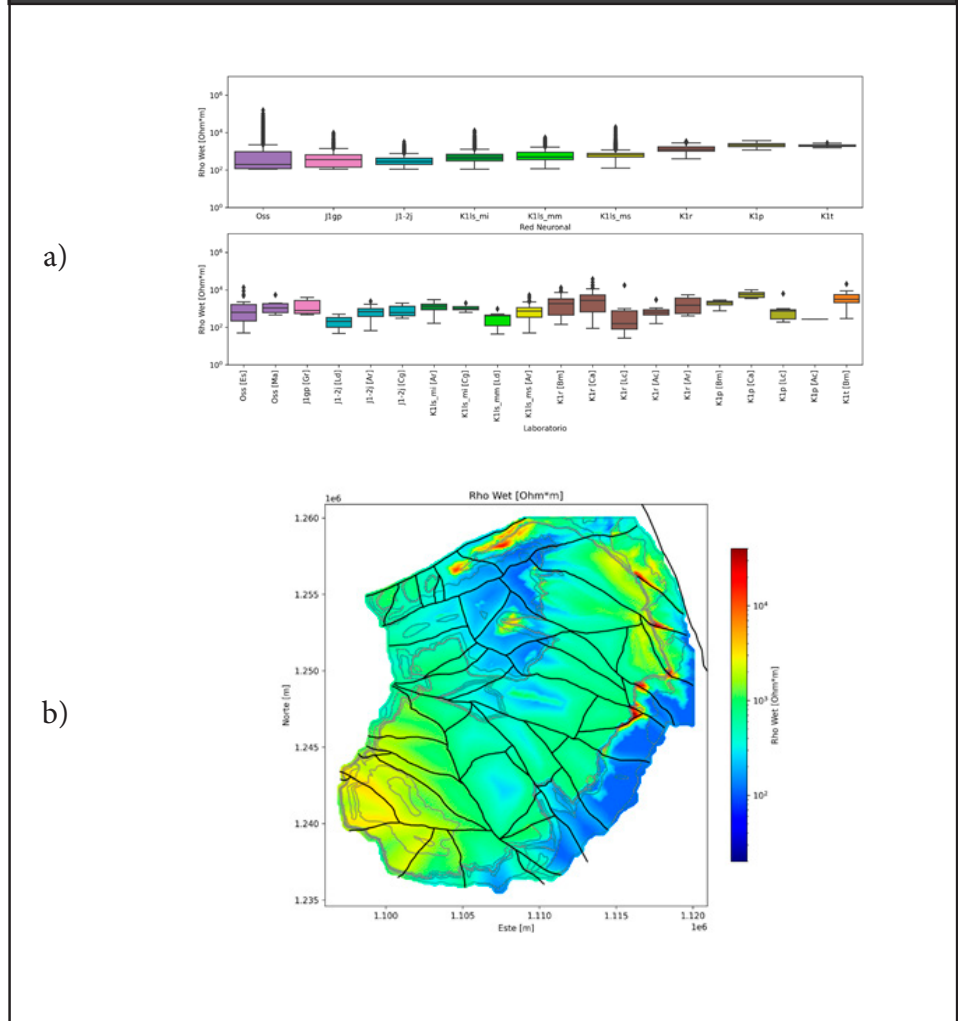 a)
Rho Wet [Ohm*m]
10⁶
10⁴
10²
10⁰
Oss J1gp J1-2j K1ls_mi K1ls_mm K1ls_ms K1r K1p K1t
Red Neuronal
Rho Wet [Ohm*m]
10⁶
10⁴
10²
10⁰
Oss [Es] Oss [Ma] J1gp [Gr] J1-2j [Ld] J1-2j [Ar] J1-2j [Cg] K1ls_mi [Ar] K1ls_mi [Cg] K1ls_mm [Ld] K1ls_ms [Ar] K1r [Bm] K1r [Ca] K1r [Lc] K1r [Ac] K1r [Ar] K1p [Bm] K1p [Ca] K1p [Lc] K1p [Ac] K1t [Bm]
Laboratorio
b)
Rho Wet [Ohm*m]
1e6
1.260
1.255
1.250
1.245
1.240
1.235
Norte [m]
1.100 1.105 1.110 1.115 1.120
Este [m]
1e6
10⁴
10³
10²
Rho Wet [Ohm*m]